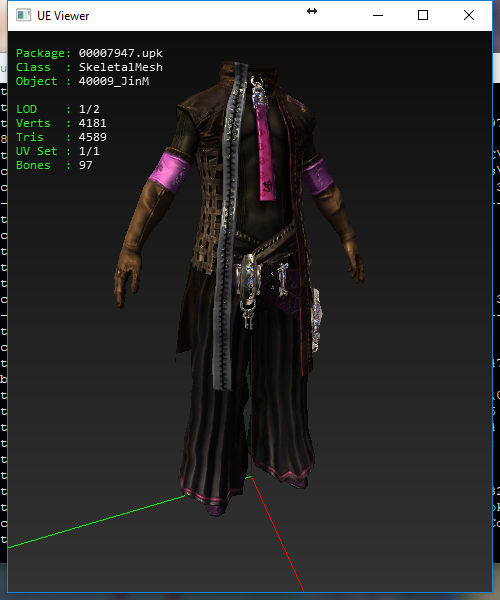 UE Viewer
Package: 00007947.upk
Class : SkeletalMesh
Object : 40009_JinM
LOD : 1/2
Verts : 4181
Tris : 4589
UV Set : 1/1
Bones : 97